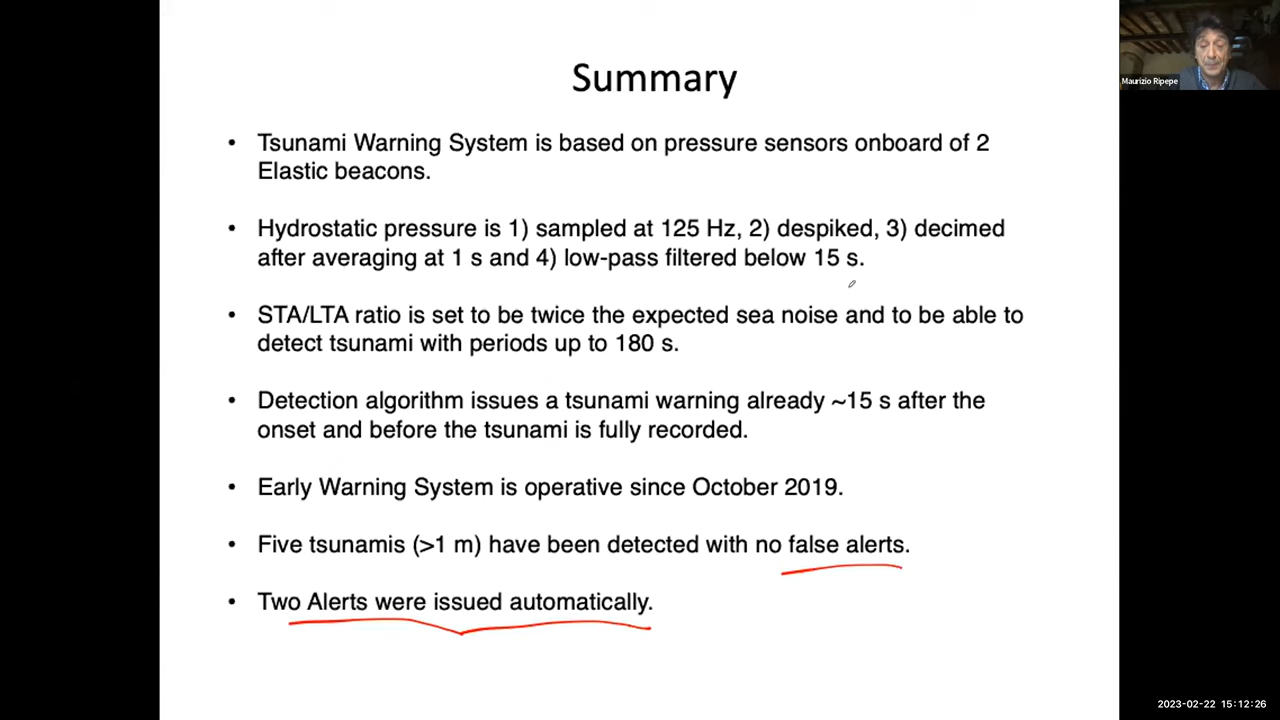 Summary
Maurizio Ripepe
• Tsunami Warning System is based on pressure sensors onboard of 2
Elastic beacons.
• Hydrostatic pressure is 1) sampled at 125 Hz, 2) despiked, 3) decimed
after averaging at 1 s and 4) low-pass filtered below 15 s.
• STA/LTA ratio is set to be twice the expected sea noise and to be able to
detect tsunami with periods up to 180 s.
• Detection algorithm issues a tsunami warning already ~15 s after the
onset and before the tsunami is fully recorded.
• Early Warning System is operative since October 2019.
• Five tsunamis (>1 m) have been detected with no false alerts.
• Two Alerts were issued automatically.
2023-02-22 15:12:26